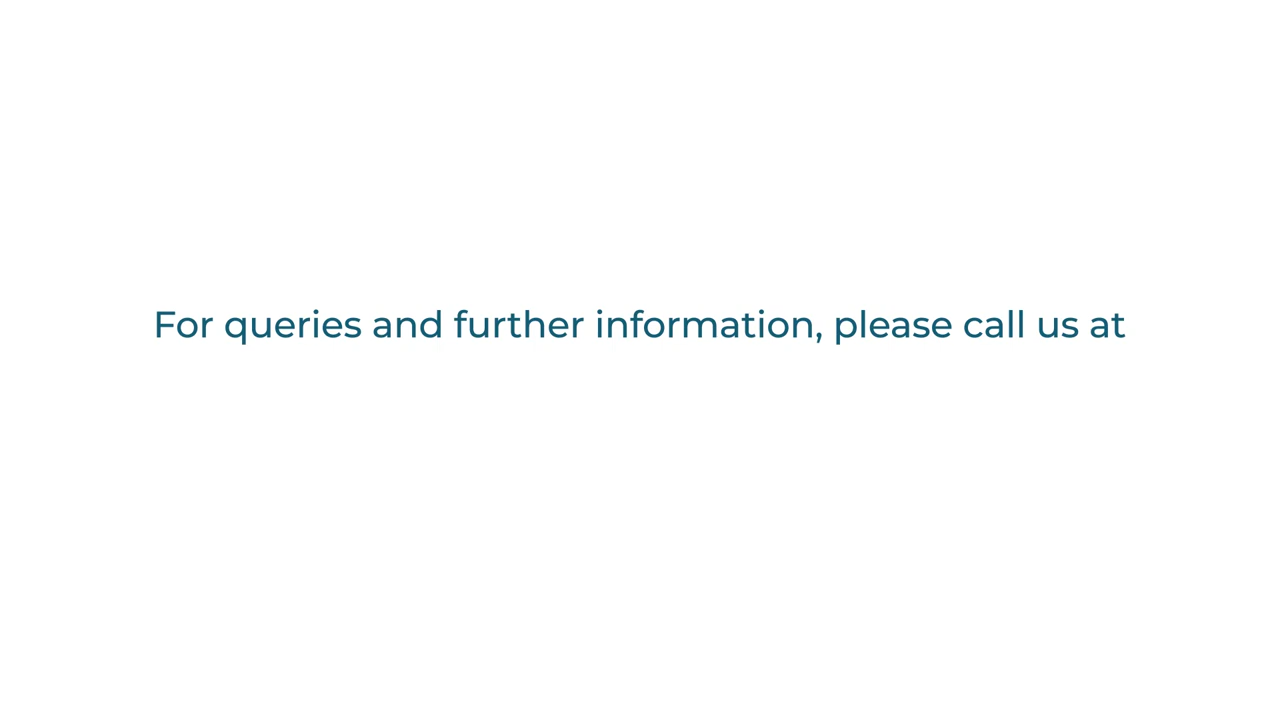 For queries and further information, please call us at